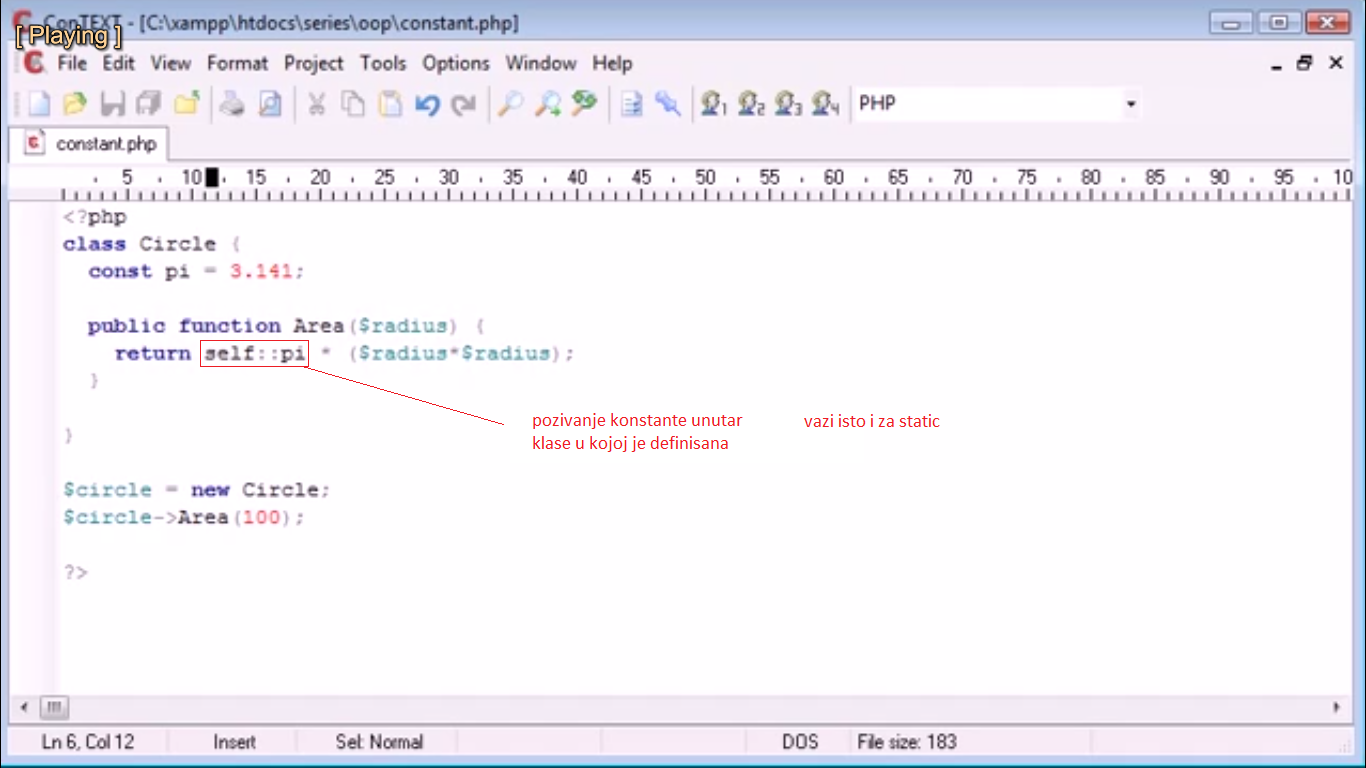 ConTEXT - [C:\xampp\htdocs\series\oop\constant.php]
[ Playing ]
File Edit View Format Project Tools Options Window Help
1 2 3 4 PHP
constant.php
5 10 15 20 25 30 35 40 45 50 55 60 65 70 75 80 85 90 95 10
<?php
class Circle {
const pi = 3.141;
public function Area($radius) {
return self::pi * ($radius*$radius);
}
pozivanje konstante unutar vazi isto i za static
klase u kojoj je definisana
}
$circle = new Circle;
$circle->Area(100);
?>
Ln 6, Col 12 Insert Sel: Normal DOS File size: 183